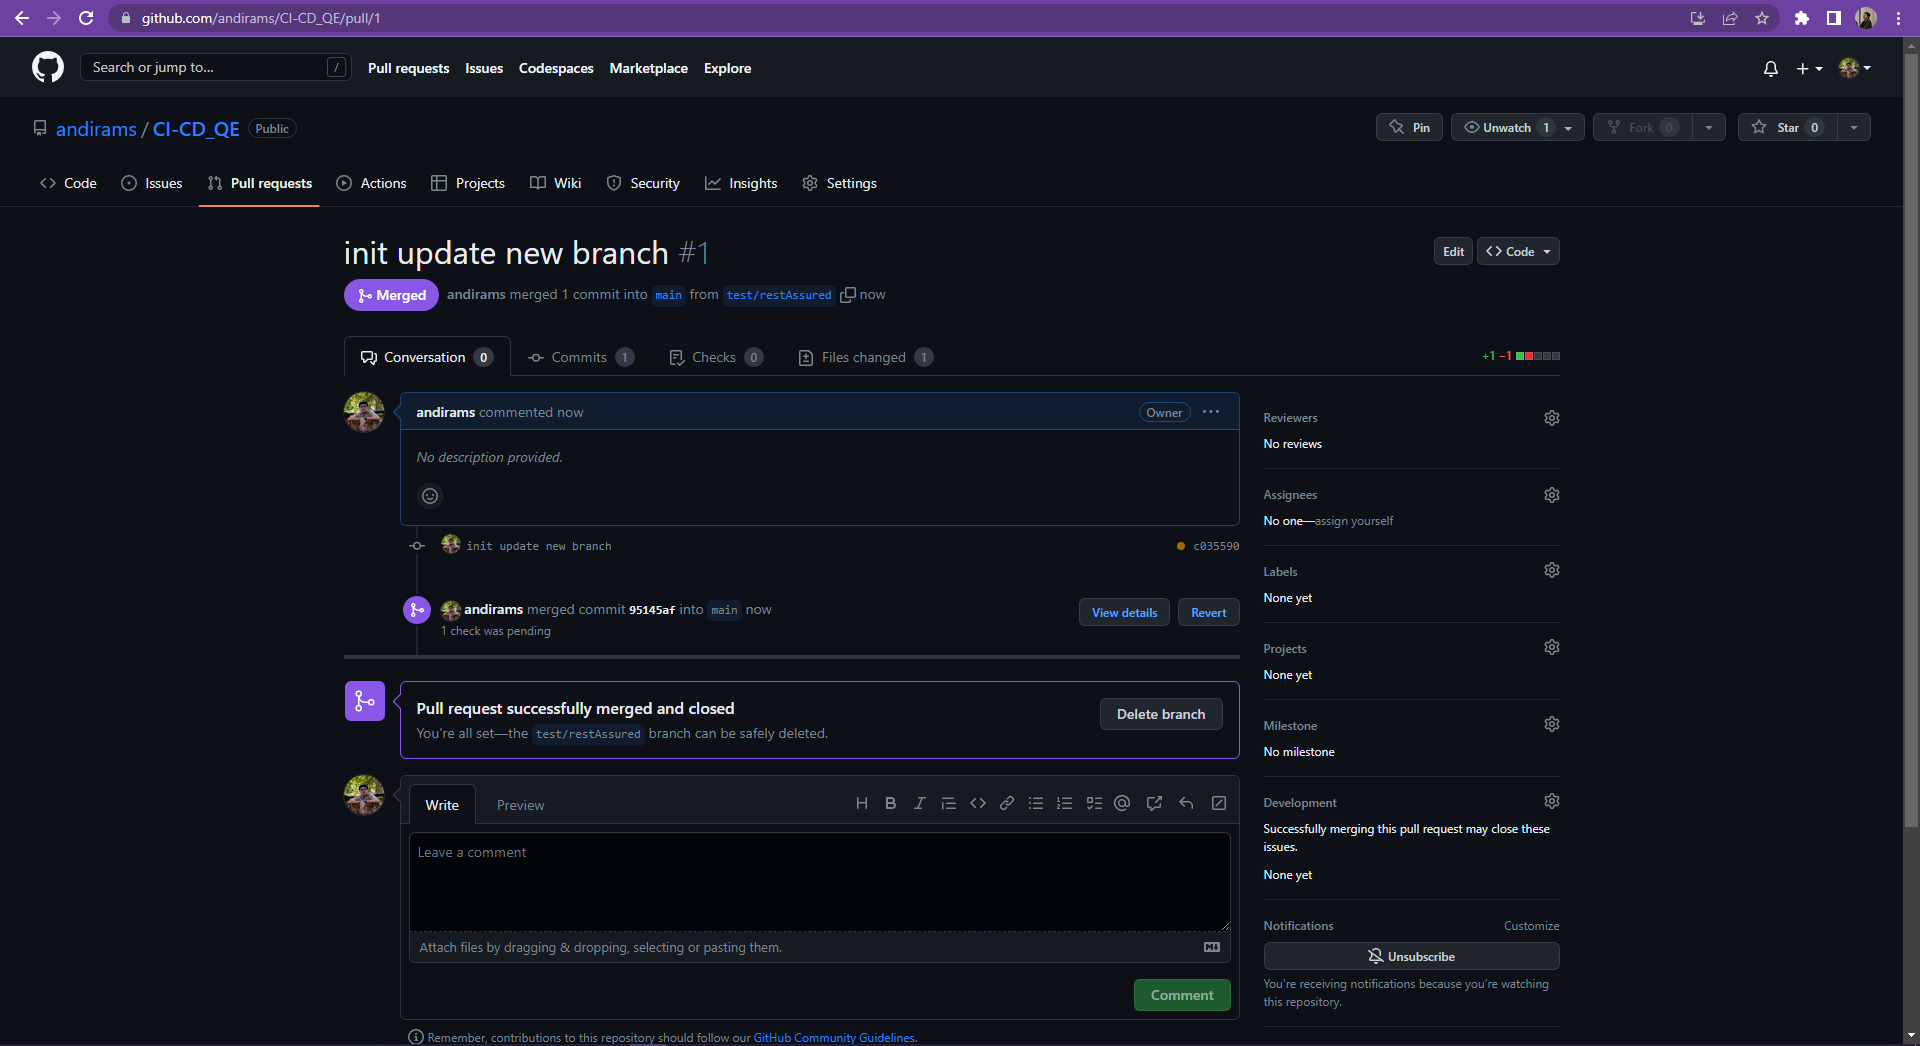 github.com/andirams/CI-CD_QE/pull/1
Search or jump to... /
Pull requests Issues Codespaces Marketplace Explore
andirams / CI-CD_QE Public
Pin Unwatch 1 Fork 0 Star 0
Code Issues Pull requests Actions Projects Wiki Security Insights Settings
init update new branch #1
Edit Code
Merged andirams merged 1 commit into main from test/restAssured now
Conversation 0 Commits 1 Checks 0 Files changed 1
+1 −1
andirams commented now
Owner
No description provided.
init update new branch
c035590
andirams merged commit 95145af into main now
1 check was pending
View details Revert
Pull request successfully merged and closed
You’re all set—the test/restAssured branch can be safely deleted.
Delete branch
Write Preview
Leave a comment
Attach files by dragging & dropping, selecting or pasting them.
Comment
Remember, contributions to this repository should follow our GitHub Community Guidelines.
Reviewers
No reviews
Assignees
No one—assign yourself
Labels
None yet
Projects
None yet
Milestone
No milestone
Development
Successfully merging this pull request may close these
issues.
None yet
Notifications
Customize
Unsubscribe
You’re receiving notifications because you’re watching
this repository.